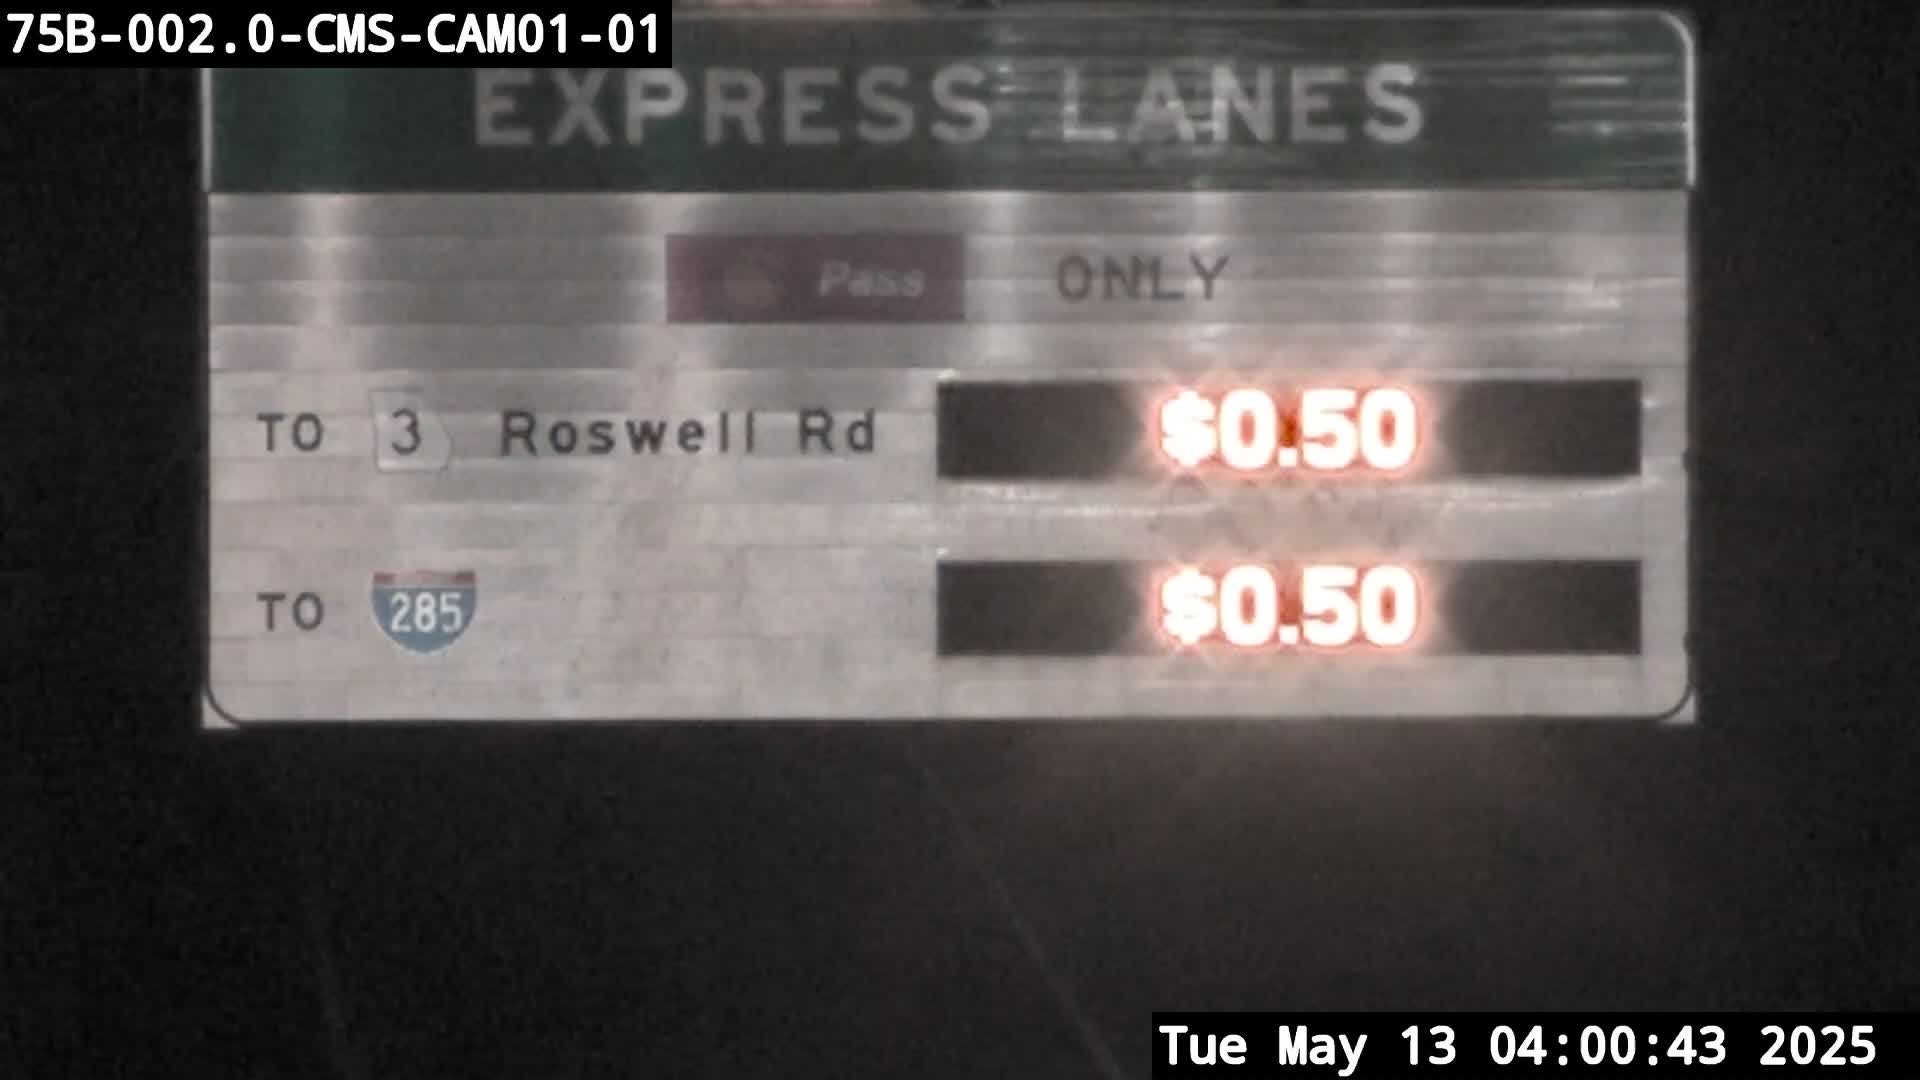 75B-002.0-CMS-CAM01-01
EXPRESS LANES
Pass ONLY
TO 3 Roswell Rd $0.50
TO 285 $0.50
Tue May 13 04:00:43 2025